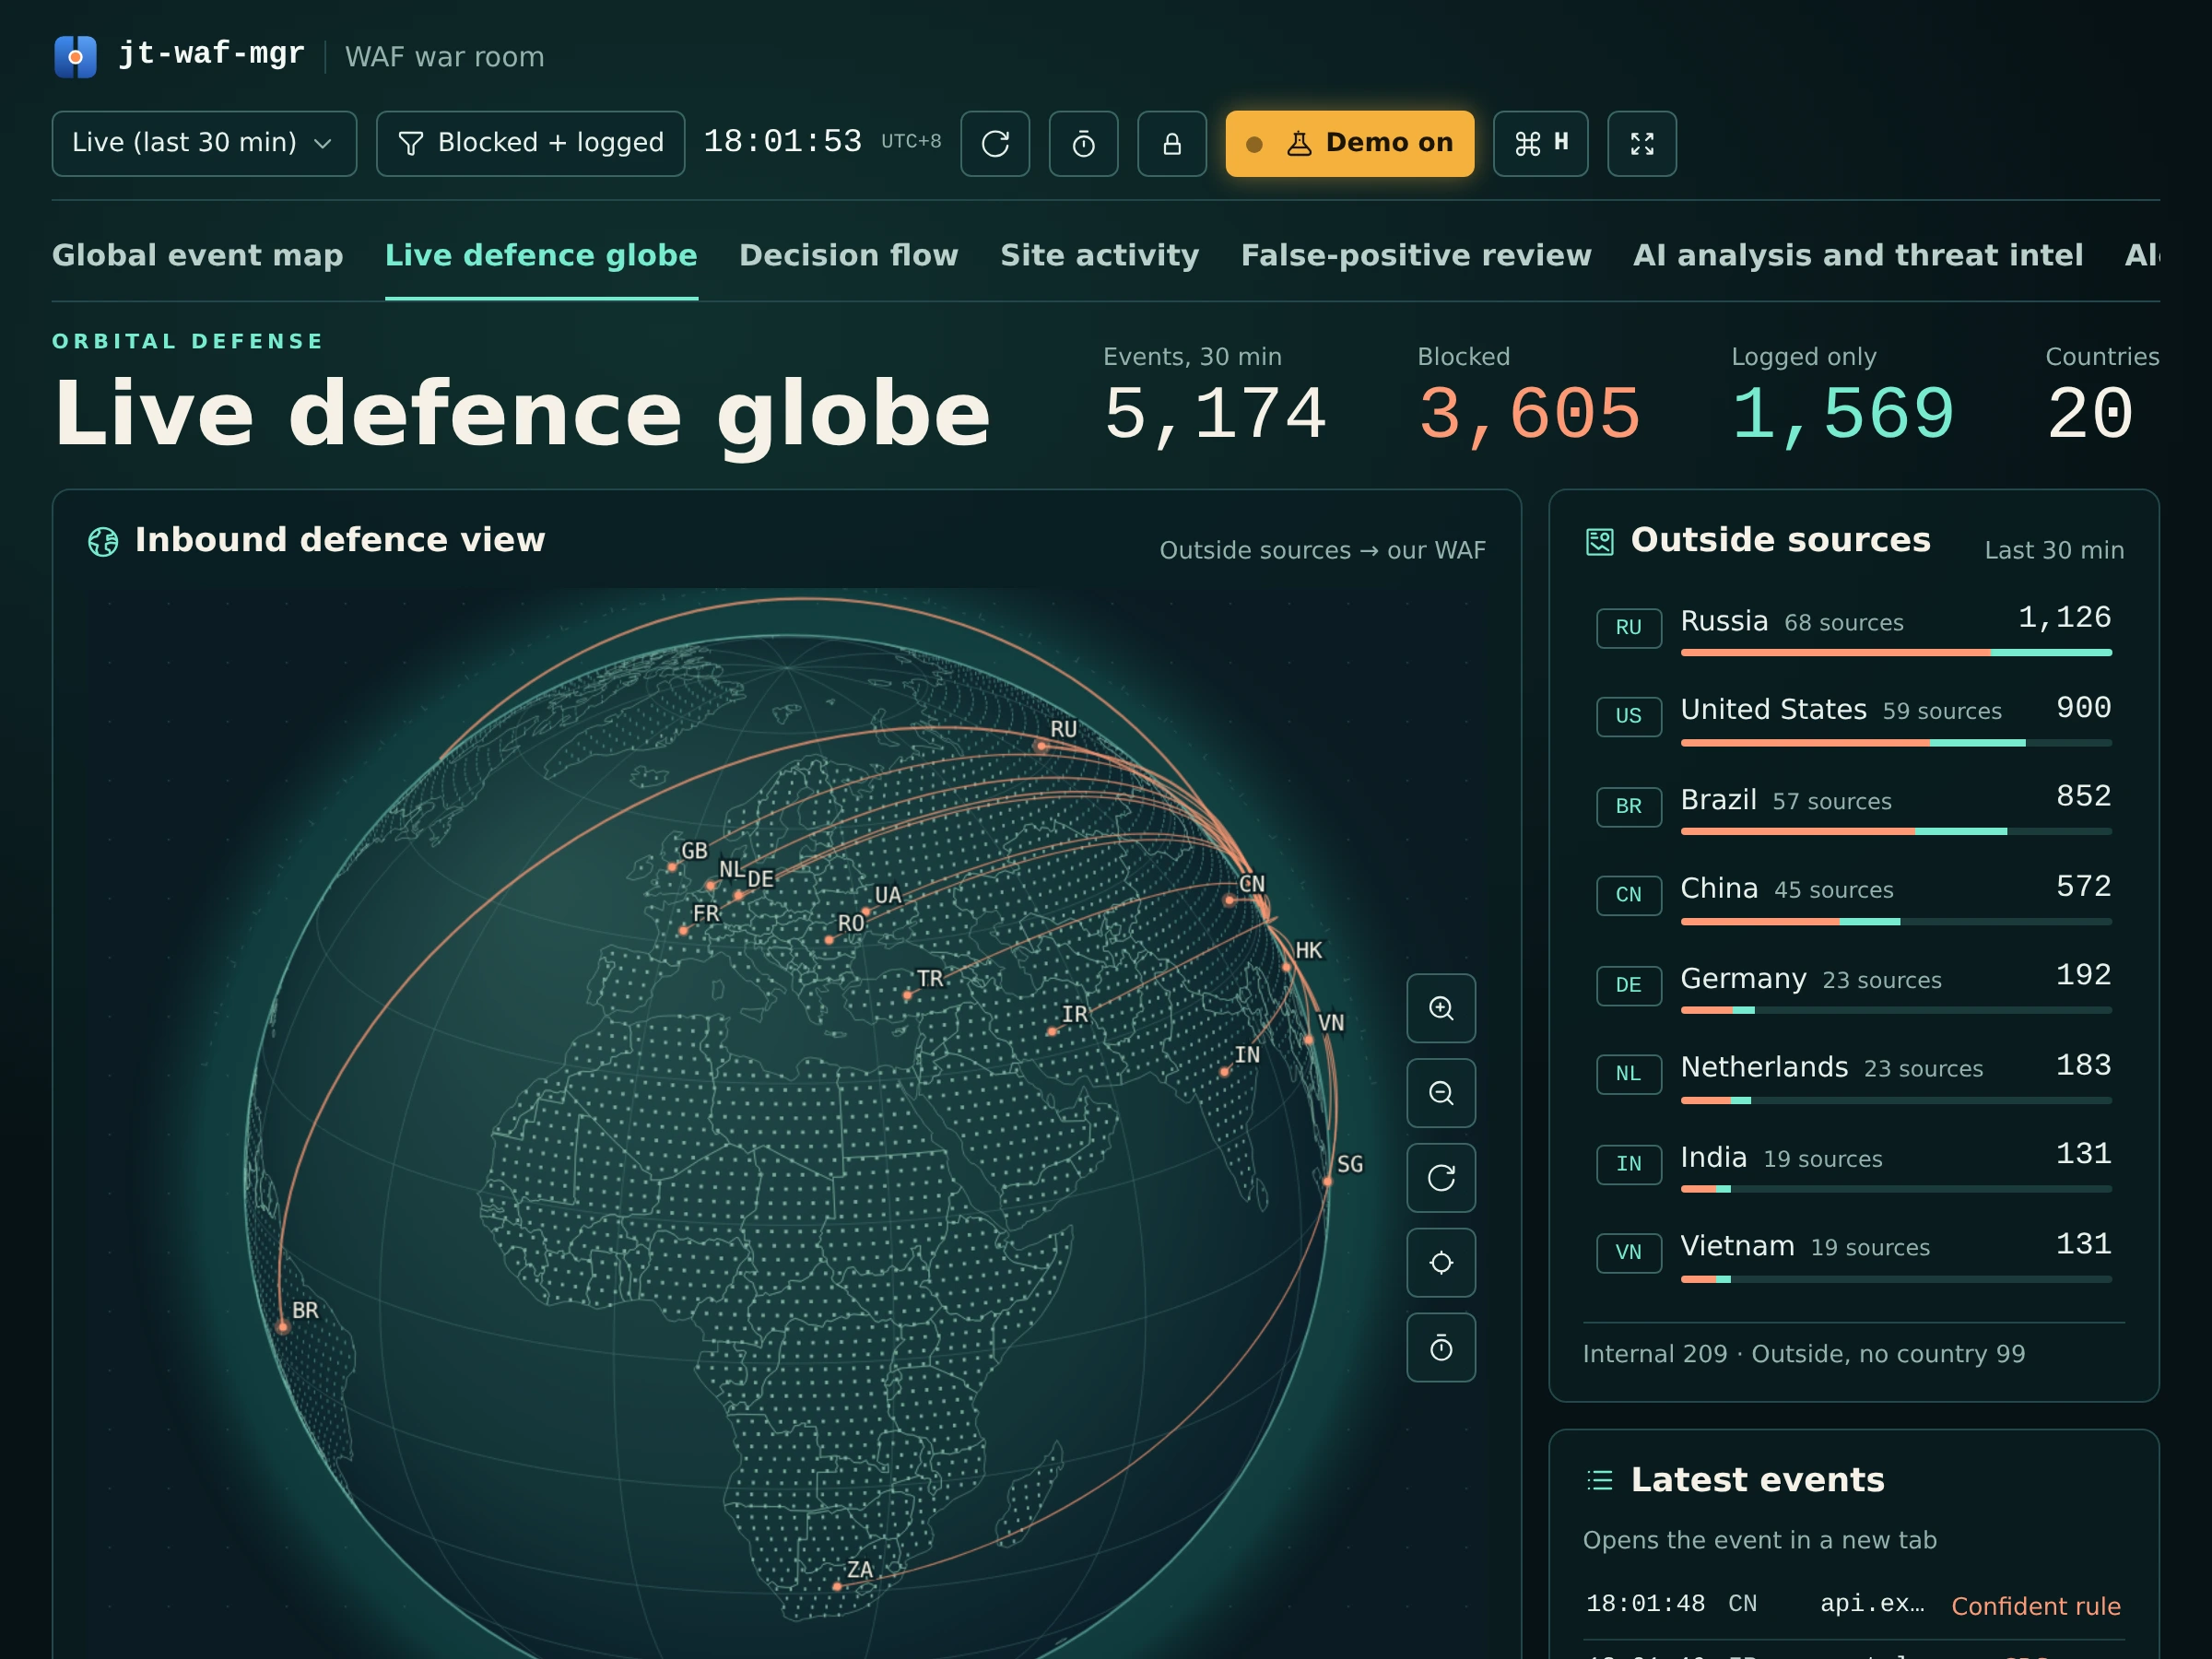 jt-waf-mgr WAF war room
Live (last 30 min) Blocked + logged 18:01:53 UTC+8 Demo on ⌘ H
Global event map Live defence globe Decision flow Site activity False-positive review AI analysis and threat intel
ORBITAL DEFENSE
Live defence globe
Events, 30 min Blocked Logged only Countries
5,174 3,605 1,569 20
Inbound defence view Outside sources → our WAF
RU
GB
NL DE
UA
FR
RO
CN
HK
TR
IR
VN
IN
SG
BR
ZA
Outside sources Last 30 min
RU Russia 68 sources 1,126
US United States 59 sources 900
BR Brazil 57 sources 852
CN China 45 sources 572
DE Germany 23 sources 192
NL Netherlands 23 sources 183
IN India 19 sources 131
VN Vietnam 19 sources 131
Internal 209 · Outside, no country 99
Latest events
Opens the event in a new tab
18:01:48 CN api.ex… Confident rule